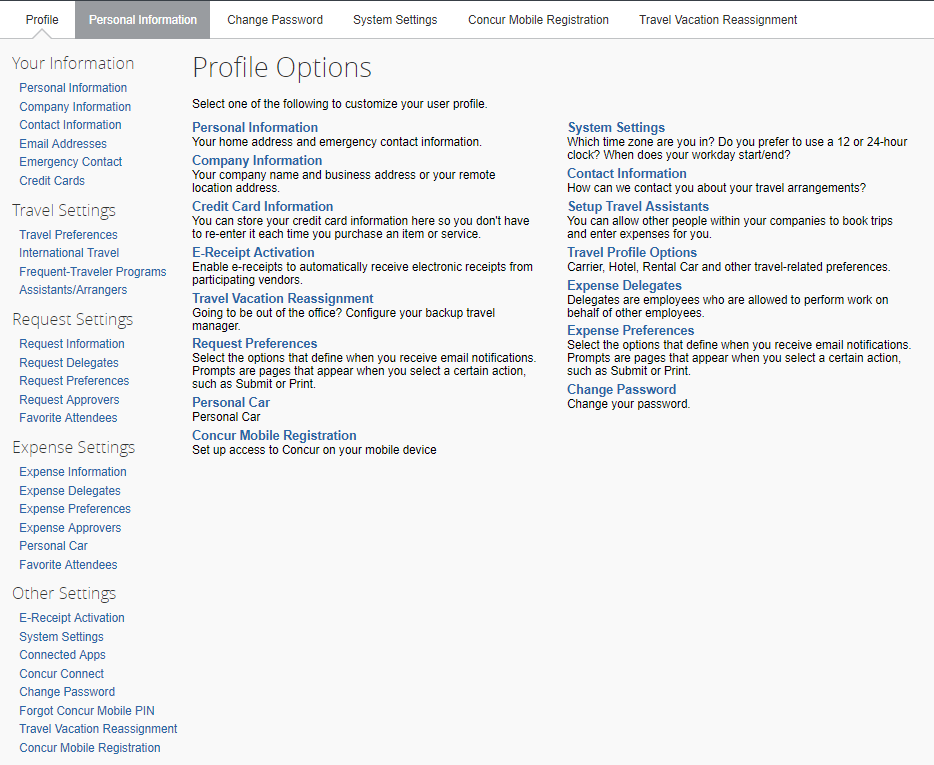 Profile
Personal Information
Change Password
System Settings
Concur Mobile Registration
Travel Vacation Reassignment
Your Information
Personal Information
Company Information
Contact Information
Email Addresses
Emergency Contact
Credit Cards
Travel Settings
Travel Preferences
International Travel
Frequent-Traveler Programs
Assistants/Arrangers
Request Settings
Request Information
Request Delegates
Request Preferences
Request Approvers
Favorite Attendees
Expense Settings
Expense Information
Expense Delegates
Expense Preferences
Expense Approvers
Personal Car
Favorite Attendees
Other Settings
E-Receipt Activation
System Settings
Connected Apps
Concur Connect
Change Password
Forgot Concur Mobile PIN
Travel Vacation Reassignment
Concur Mobile Registration
Profile Options
Select one of the following to customize your user profile.
Personal Information
Your home address and emergency contact information.
Company Information
Your company name and business address or your remote
location address.
Credit Card Information
You can store your credit card information here so you don't have
to re-enter it each time you purchase an item or service.
E-Receipt Activation
Enable e-receipts to automatically receive electronic receipts from
participating vendors.
Travel Vacation Reassignment
Going to be out of the office? Configure your backup travel
manager.
Request Preferences
Select the options that define when you receive email notifications.
Prompts are pages that appear when you select a certain action,
such as Submit or Print.
Personal Car
Personal Car
Concur Mobile Registration
Set up access to Concur on your mobile device
System Settings
Which time zone are you in? Do you prefer to use a 12 or 24-hour
clock? When does your workday start/end?
Contact Information
How can we contact you about your travel arrangements?
Setup Travel Assistants
You can allow other people within your companies to book trips
and enter expenses for you.
Travel Profile Options
Carrier, Hotel, Rental Car and other travel-related preferences.
Expense Delegates
Delegates are employees who are allowed to perform work on
behalf of other employees.
Expense Preferences
Select the options that define when you receive email notifications.
Prompts are pages that appear when you select a certain action,
such as Submit or Print.
Change Password
Change your password.